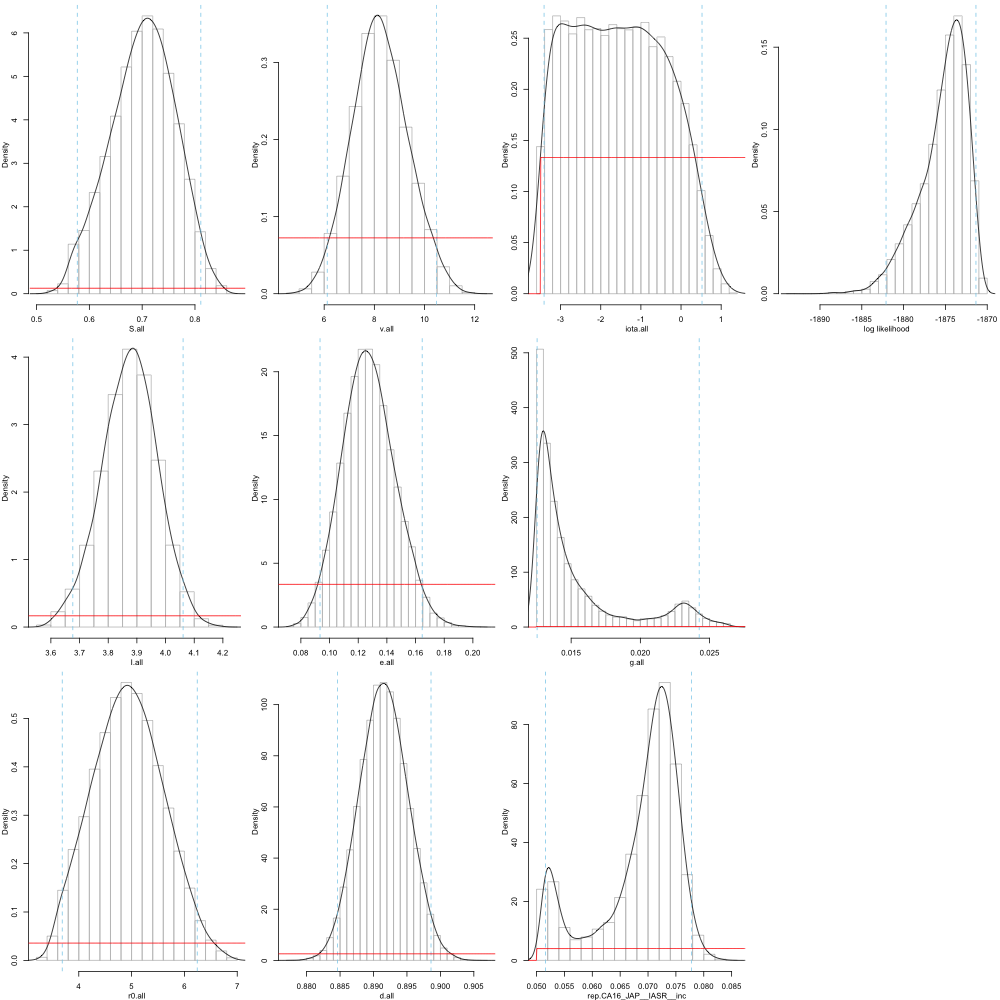 Density
0 1 2 3 4 5 6
0.5 0.6 0.7 0.8
S.all
Density
0.0 0.1 0.2 0.3
6 8 10 12
v.all
Density
0.00 0.05 0.10 0.15 0.20 0.25
-3 -2 -1 0 1
iota.all
Density
0.00 0.05 0.10 0.15
-1890 -1885 -1880 -1875 -1870
log likelihood
Density
0 1 2 3 4
3.6 3.7 3.8 3.9 4.0 4.1 4.2
l.all
Density
0 5 10 15 20
0.08 0.10 0.12 0.14 0.16 0.18 0.20
e.all
Density
0 100 200 300 400 500
0.015 0.020 0.025
g.all
Density
0.0 0.1 0.2 0.3 0.4 0.5
4 5 6 7
r0.all
Density
0 20 40 60 80 100
0.880 0.885 0.890 0.895 0.900 0.905
d.all
Density
0 20 40 60 80
0.050 0.055 0.060 0.065 0.070 0.075 0.080 0.085
rep.CA16_JAP__IASR__inc